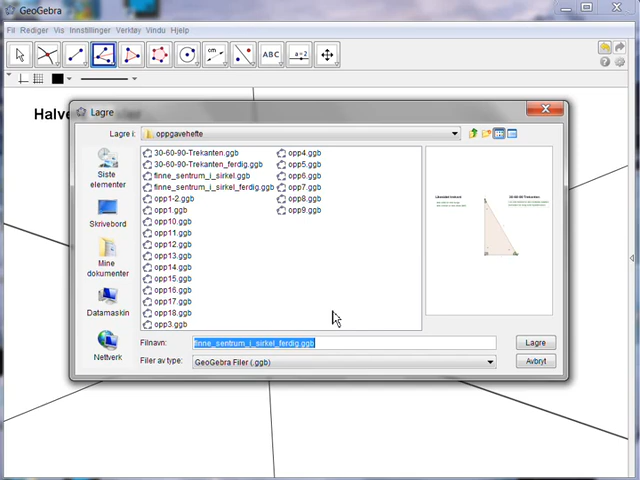 GeoGebra
Fil Rediger Vis Innstillinger Verktøy Vindu Hjelp
cm
ABC
a=2
Lagre
Lagre i: oppgavehefte
Siste elementer
Skrivebord
Mine dokumenter
Datamaskin
Nettverk
30-60-90-Trekanten.ggb
30-60-90-Trekanten_ferdig.ggb
finne_sentrum_i_sirkel.ggb
finne_sentrum_i_sirkel_ferdig.ggb
opp1-2.ggb
opp1.ggb
opp10.ggb
opp11.ggb
opp12.ggb
opp13.ggb
opp14.ggb
opp15.ggb
opp16.ggb
opp17.ggb
opp18.ggb
opp3.ggb
opp4.ggb
opp5.ggb
opp6.ggb
opp7.ggb
opp8.ggb
opp9.ggb
30-60-90 Trekanten
Filnavn: finne_sentrum_i_sirkel_ferdig.ggb
Lagre
Filer av type: GeoGebra Filer (.ggb)
Avbryt